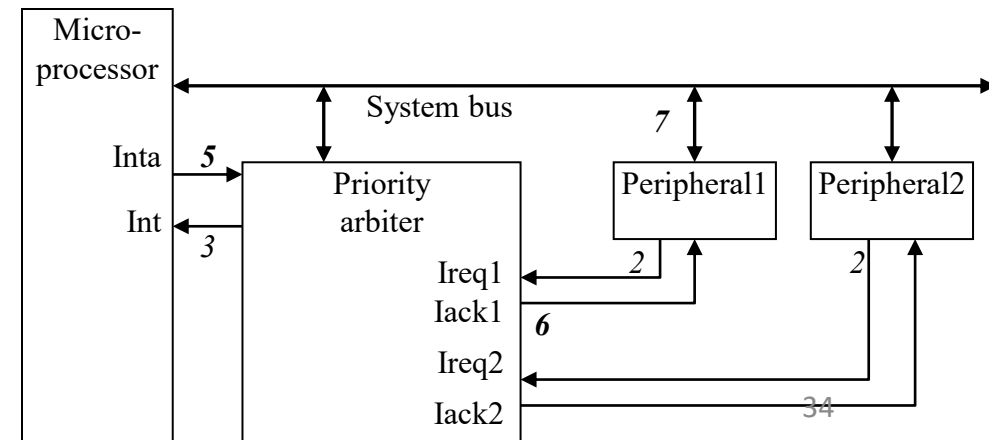 Micro-
processor
System bus
7
Inta
5
Int
3
Priority
arbiter
Peripheral1
Peripheral2
2
2
Ireq1
Iack1
6
Ireq2
Iack2
34